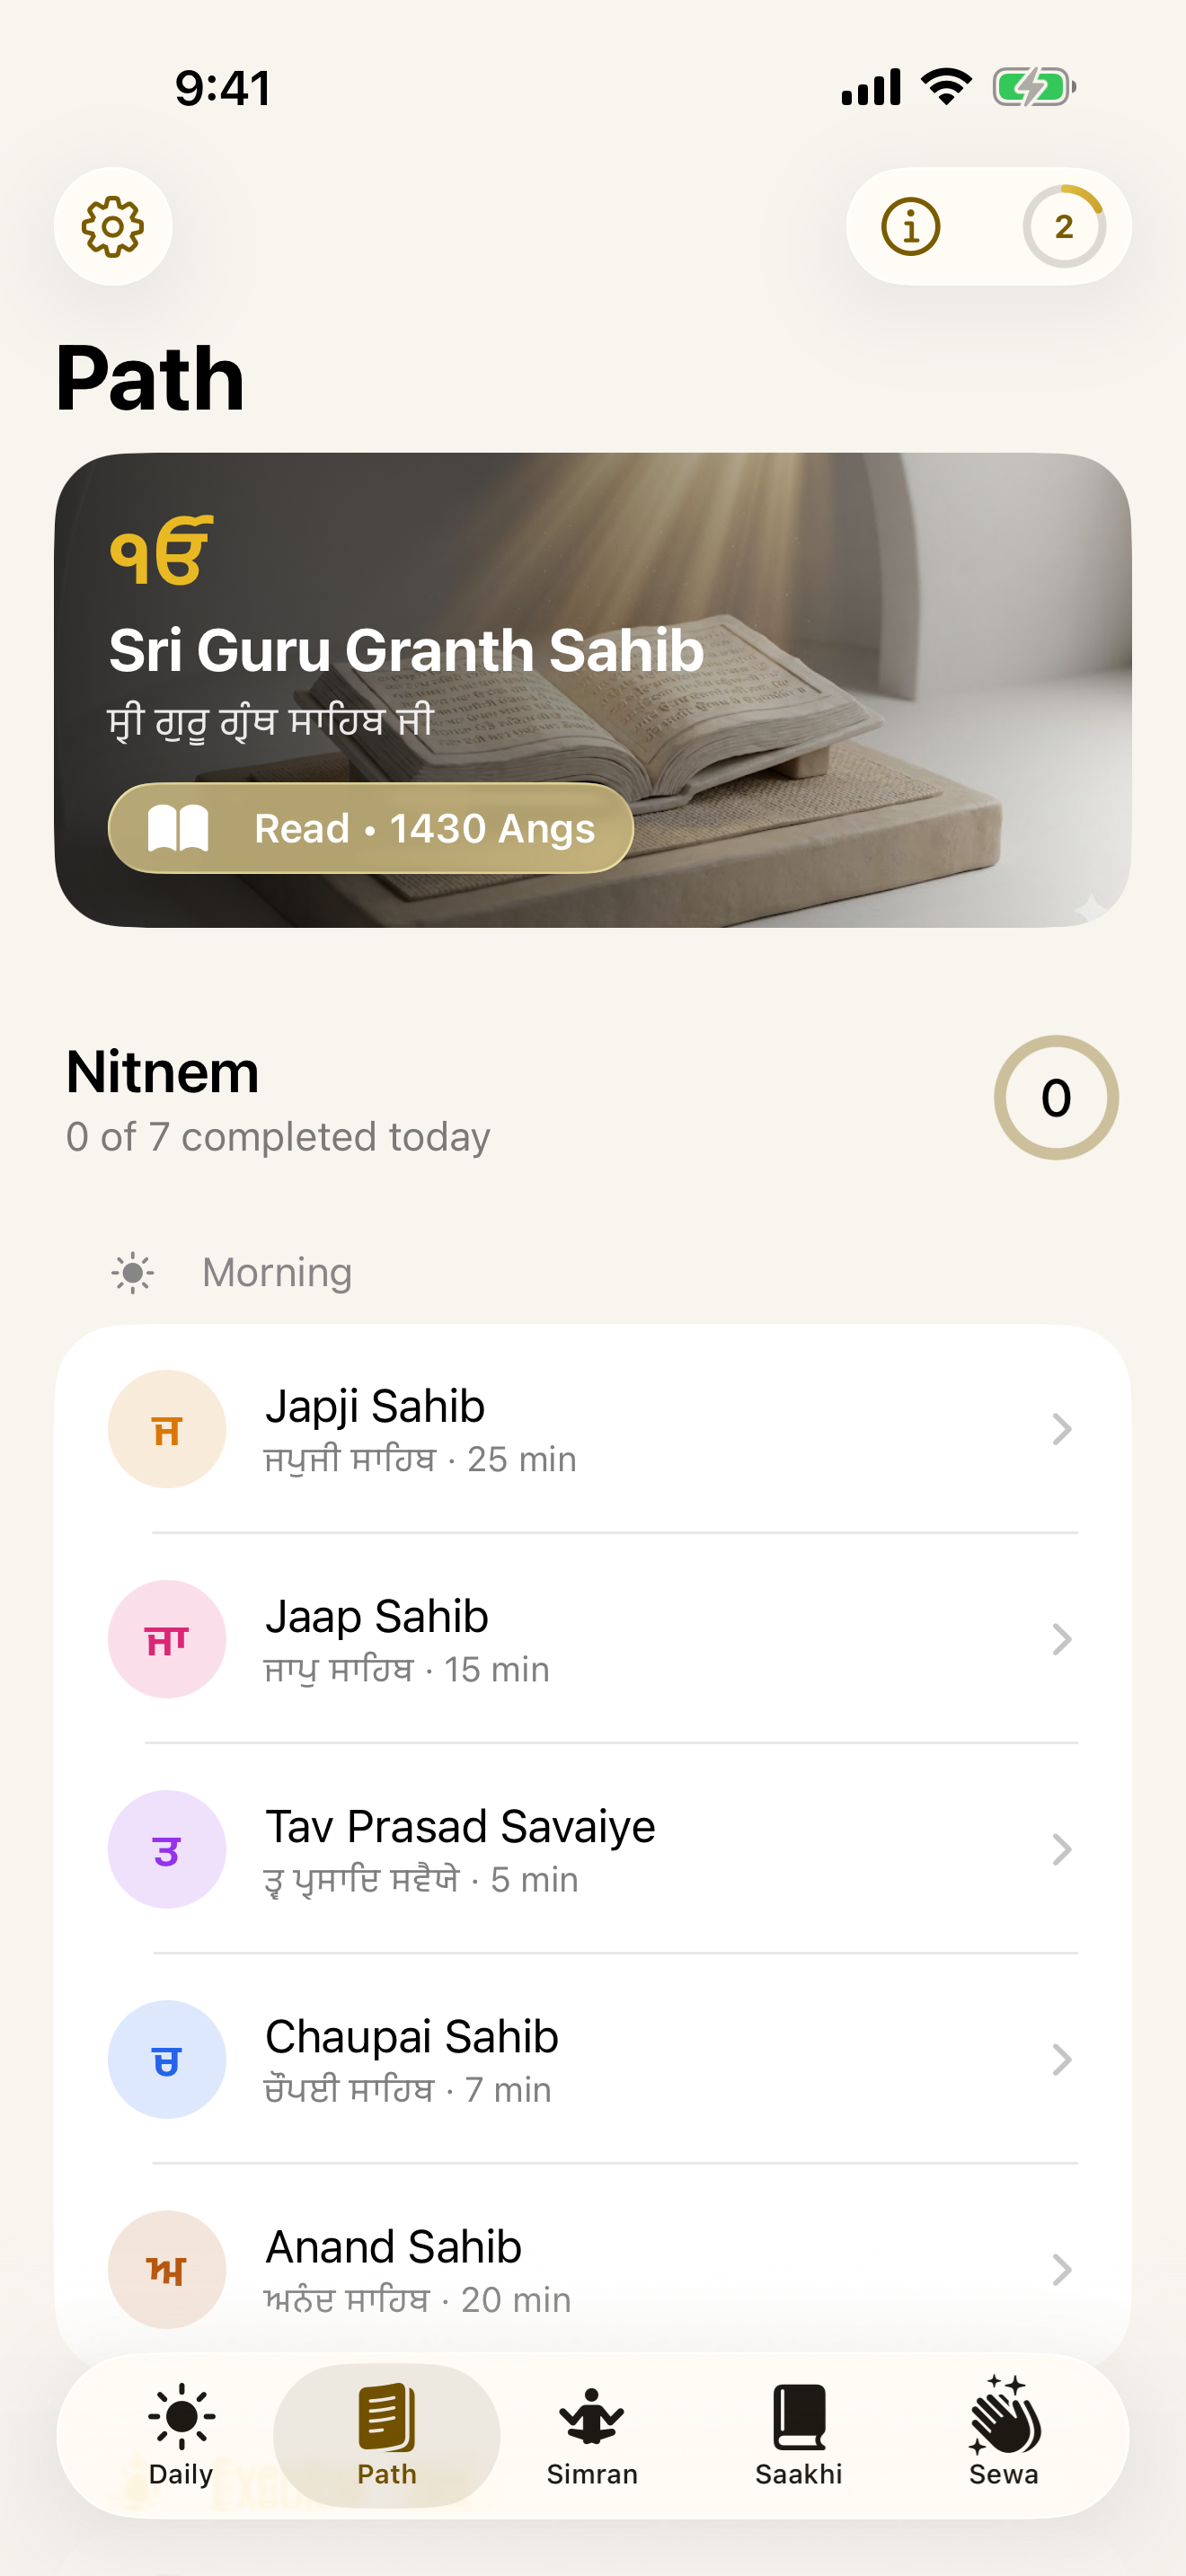 9:41
2
Path
ੴ
Sri Guru Granth Sahib
ਸ੍ਰੀ ਗੁਰੂ ਗ੍ਰੰਥ ਸਾਹਿਬ ਜੀ
Read • 1430 Angs
Nitnem
0
0 of 7 completed today
Morning
ਜ
Japji Sahib
ਜਪੁਜੀ ਸਾਹਿਬ · 25 min
ਜਾ
Jaap Sahib
ਜਾਪੁ ਸਾਹਿਬ · 15 min
ਤ
Tav Prasad Savaiye
ਤ੍ਵ ਪ੍ਰਸਾਦਿ ਸਵੈਯੇ · 5 min
ਚ
Chaupai Sahib
ਚੌਪਈ ਸਾਹਿਬ · 7 min
ਅ
Anand Sahib
ਅਨੰਦ ਸਾਹਿਬ · 20 min
Daily
Path
Simran
Saakhi
Sewa